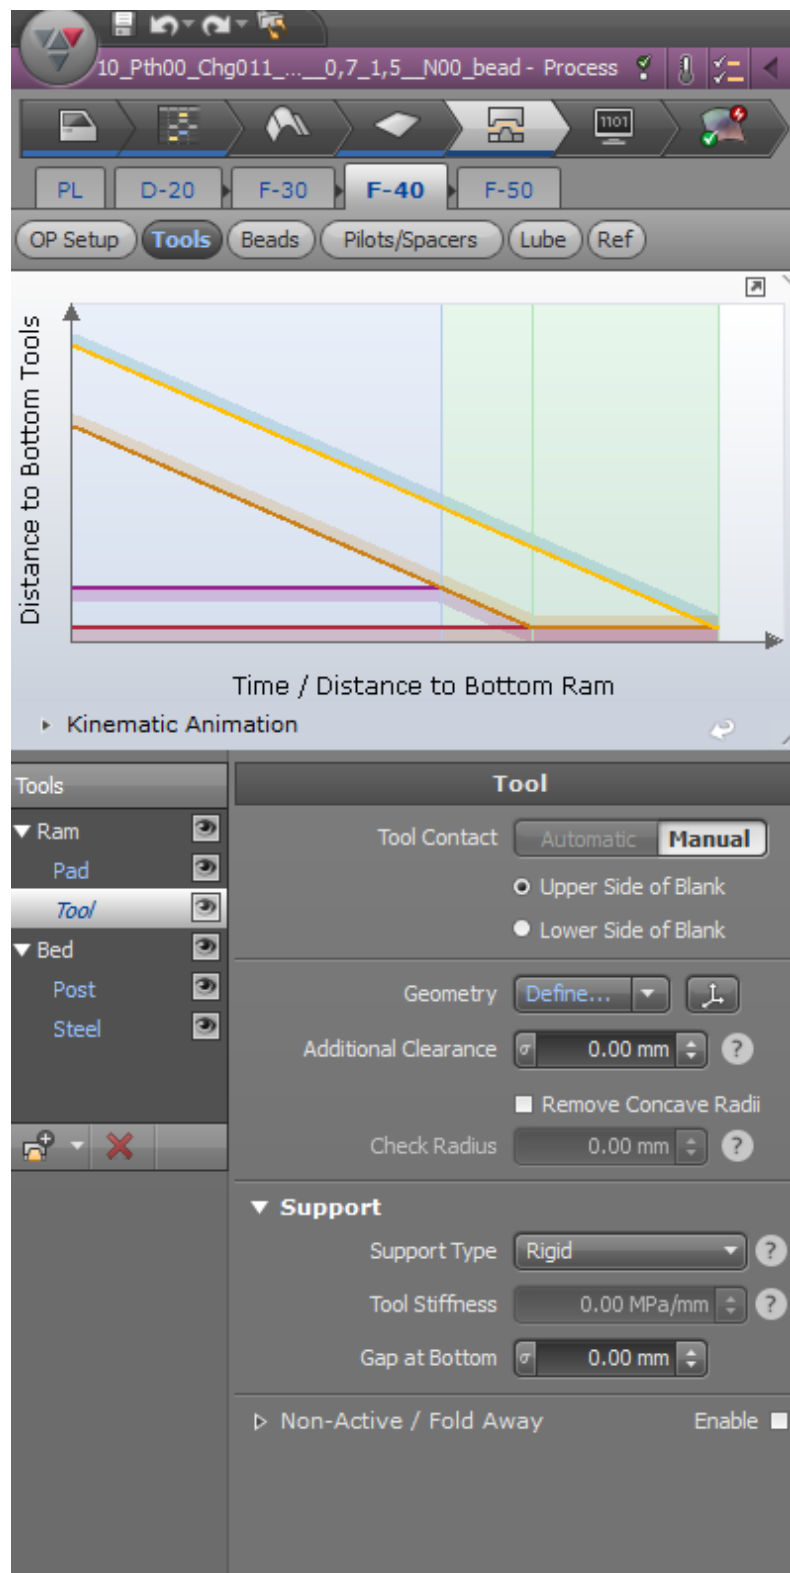 10_Pth00_Chg011_...__0,7_1,5__N00_bead - Process
1101
PL D-20 F-30 F-40 F-50
OP Setup Tools Beads Pilots/Spacers Lube Ref
Distance to Bottom Tools
Time / Distance to Bottom Ram
Kinematic Animation
Tools
Ram
Pad
Tool
Bed
Post
Steel
Tool
Tool Contact Automatic Manual
Upper Side of Blank
Lower Side of Blank
Geometry Define...
Additional Clearance σ 0.00 mm ?
Remove Concave Radii
Check Radius 0.00 mm ?
Support
Support Type Rigid ?
Tool Stiffness 0.00 MPa/mm ?
Gap at Bottom σ 0.00 mm
Non-Active / Fold Away Enable